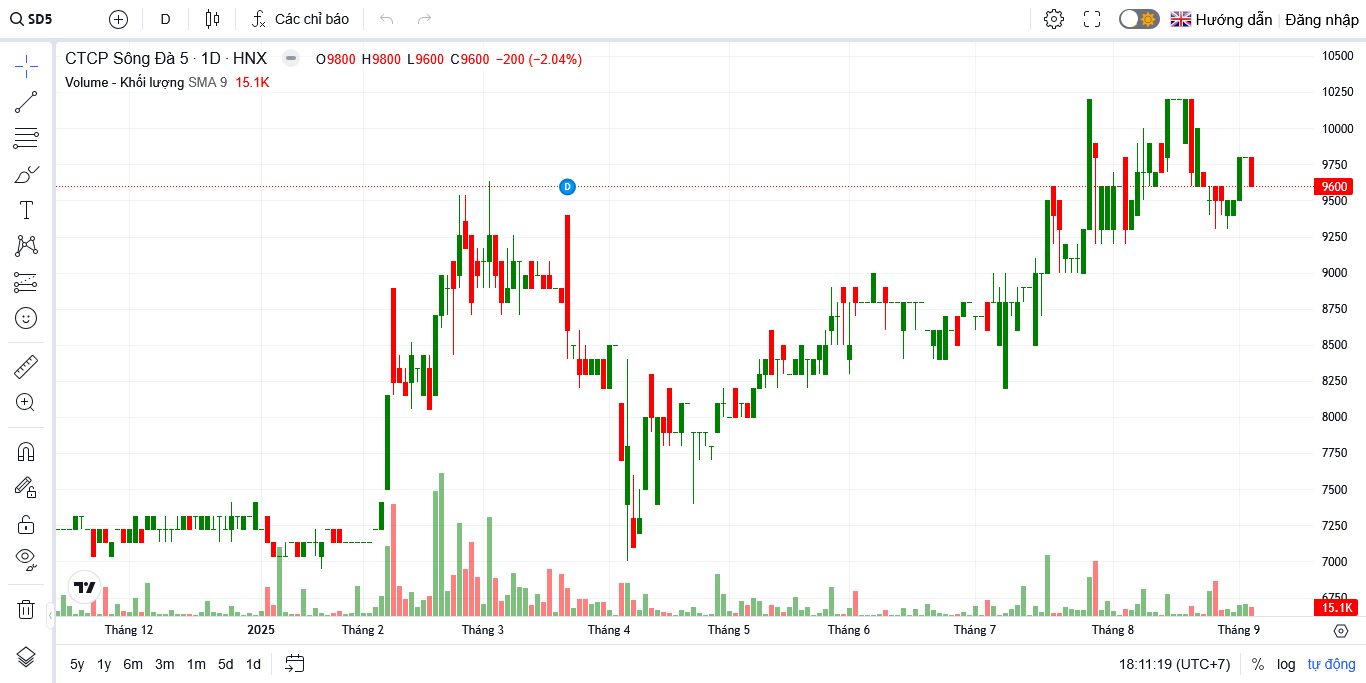 SD5 D Các chỉ báo Hướng dẫn Đăng nhập
CTCP Sông Đà 5 · 1D · HNX O9800 H9800 L9600 C9600 −200 (−2.04%)
Volume - Khối lượng SMA 9 15.1K
10500
10250
10000
9750
9600
9500
9250
9000
8750
8500
8250
8000
7750
7500
7250
7000
6750
15.1K
D
Tháng 12 2025 Tháng 2 Tháng 3 Tháng 4 Tháng 5 Tháng 6 Tháng 7 Tháng 8 Tháng 9
5y 1y 6m 3m 1m 5d 1d 18:11:19 (UTC+7) % log tự động